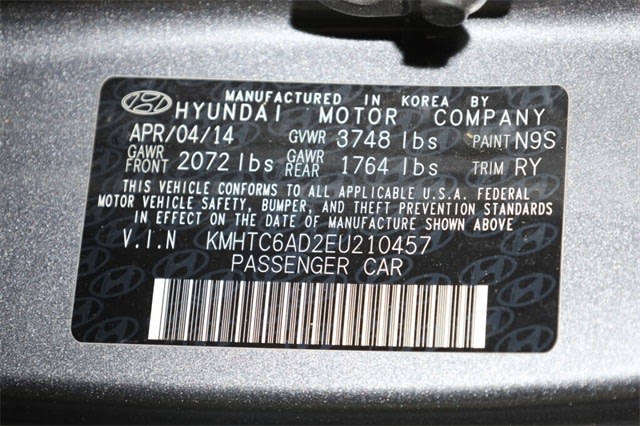 MANUFACTURED IN KOREA BY
HYUNDAI MOTOR COMPANY
APR/04/14 GVWR 3748 lbs PAINT N9S
GAWR FRONT 2072 lbs GAWR REAR 1764 lbs TRIM RY
THIS VEHICLE CONFORMS TO ALL APPLICABLE U.S.A. FEDERAL
MOTOR VEHICLE SAFETY, BUMPER, AND THEFT PREVENTION STANDARDS
IN EFFECT ON THE DATE OF MANUFACTURE SHOWN ABOVE
V.I.N KMHTC6AD2EU210457
PASSENGER CAR